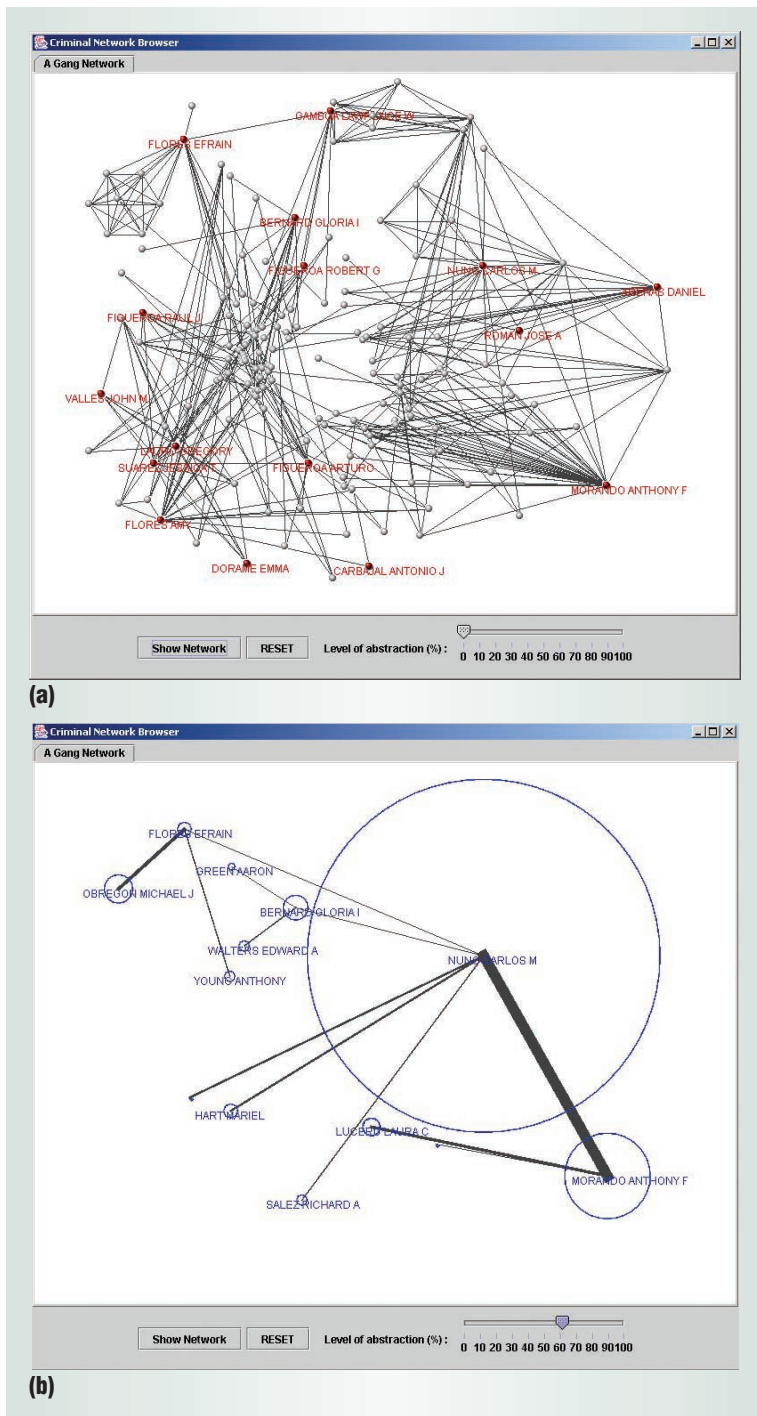 Criminal Network Browser
A Gang Network
FLORES EFRAIN
BERNARD GLORIA I
FIGUEROA ROBERT G
NUNO CARLOS M
DANIEL
FIGUEROA RAUL J
ROMAN JOSE A
VALLES JOHN M
GREGORY
FIGUEROA ARTURO
MORANDO ANTHONY F
FLORES AMY
DORAME EMMA
CARBAJAL ANTONIO J
Show Network RESET Level of abstraction (%) :
0 10 20 30 40 50 60 70 80 90 100
(a)
Criminal Network Browser
A Gang Network
FLORES EFRAIN
GREEN AARON
OBREGON MICHAEL J
BERNARD GLORIA I
WALTERS EDWARD A
NUNO CARLOS M
YOUNG ANTHONY
HART MARIEL
LUCERO LAURA C
MORANDO ANTHONY F
SALEZ RICHARD A
Show Network RESET Level of abstraction (%) :
0 10 20 30 40 50 60 70 80 90 100
(b)